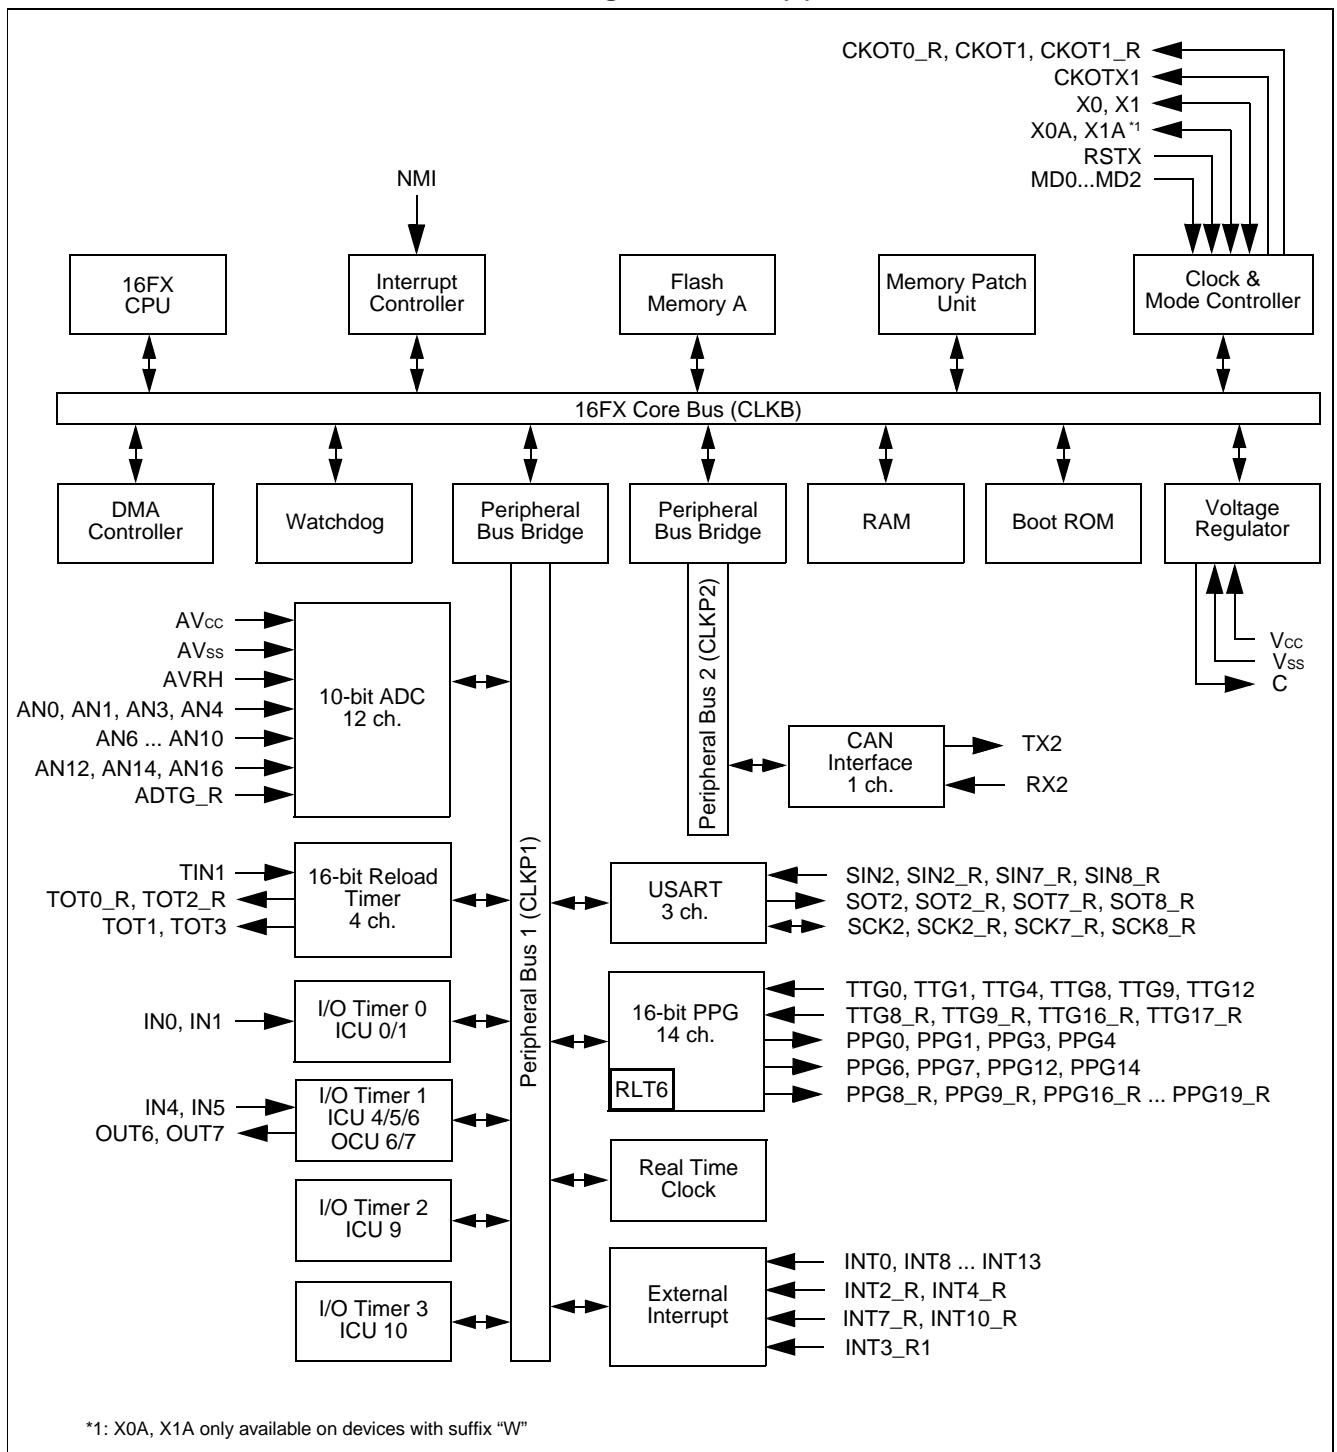 CKOT0_R, CKOT1, CKOT1_R
CKOTX1
X0, X1
X0A, X1A *1
RSTX
MD0...MD2
NMI
16FX
CPU
Interrupt
Controller
Flash
Memory A
Memory Patch
Unit
Clock &
Mode Controller
16FX Core Bus (CLKB)
DMA
Controller
Watchdog
Peripheral
Bus Bridge
Peripheral
Bus Bridge
RAM
Boot ROM
Voltage
Regulator
VCC
VSS
C
AVCC
AVSS
AVRH
AN0, AN1, AN3, AN4
AN6 ... AN10
AN12, AN14, AN16
ADTG_R
10-bit ADC
12 ch.
Peripheral Bus 2 (CLKP2)
CAN
Interface
1 ch.
TX2
RX2
TIN1
TOT0_R, TOT2_R
TOT1, TOT3
16-bit Reload
Timer
4 ch.
Peripheral Bus 1 (CLKP1)
USART
3 ch.
SIN2, SIN2_R, SIN7_R, SIN8_R
SOT2, SOT2_R, SOT7_R, SOT8_R
SCK2, SCK2_R, SCK7_R, SCK8_R
IN0, IN1
I/O Timer 0
ICU 0/1
16-bit PPG
14 ch.
RLT6
TTG0, TTG1, TTG4, TTG8, TTG9, TTG12
TTG8_R, TTG9_R, TTG16_R, TTG17_R
PPG0, PPG1, PPG3, PPG4
PPG6, PPG7, PPG12, PPG14
PPG8_R, PPG9_R, PPG16_R ... PPG19_R
IN4, IN5
OUT6, OUT7
I/O Timer 1
ICU 4/5/6
OCU 6/7
Real Time
Clock
I/O Timer 2
ICU 9
I/O Timer 3
ICU 10
External
Interrupt
INT0, INT8 ... INT13
INT2_R, INT4_R
INT7_R, INT10_R
INT3_R1
*1: X0A, X1A only available on devices with suffix “W”